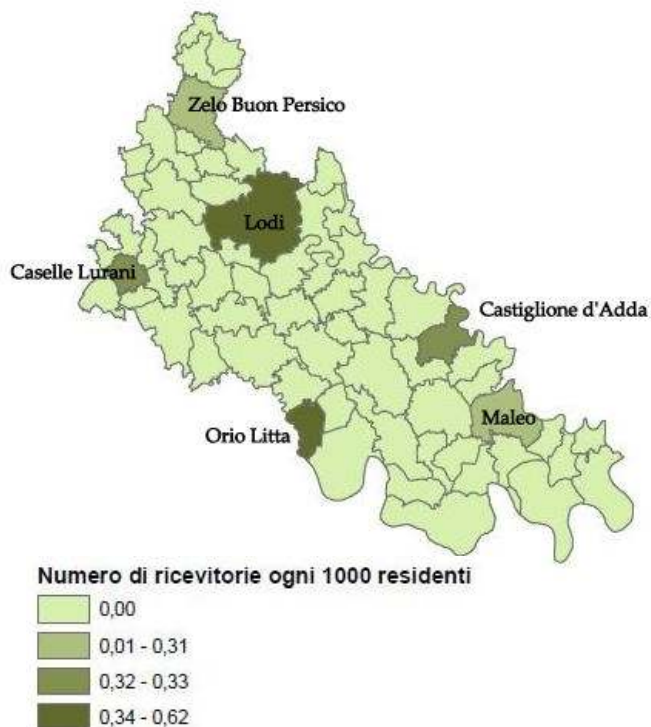 Zelo Buon Persico
Lodi
Caselle Lurani
Castiglione d'Adda
Maleo
Orio Litta
Numero di ricevitorie ogni 1000 residenti
0,00
0,01 - 0,31
0,32 - 0,33
0,34 - 0,62